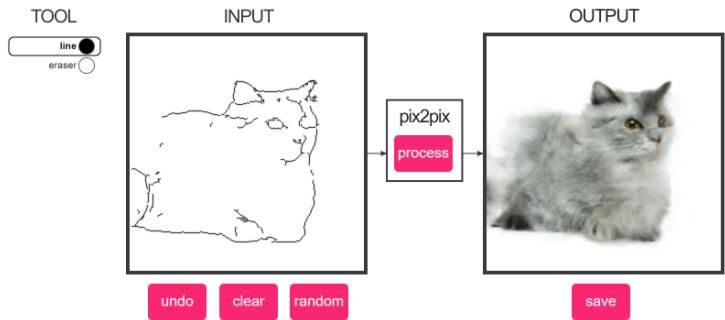 TOOL
INPUT
OUTPUT
line
eraser
pix2pix
process
undo
clear
random
save